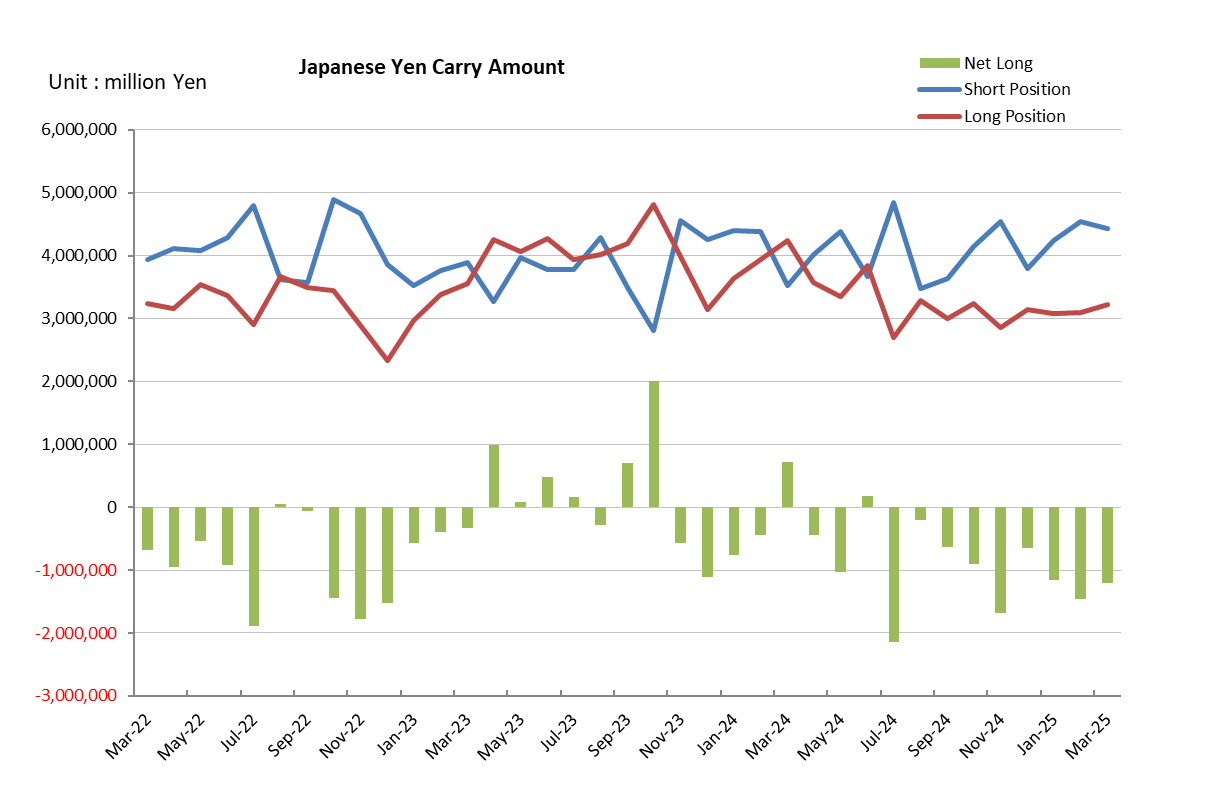 Japanese Yen Carry Amount
Unit : million Yen
Net Long
Short Position
Long Position
6,000,000
5,000,000
4,000,000
3,000,000
2,000,000
1,000,000
0
-1,000,000
-2,000,000
-3,000,000
Mar-22
May-22
Jul-22
Sep-22
Nov-22
Jan-23
Mar-23
May-23
Jul-23
Sep-23
Nov-23
Jan-24
Mar-24
May-24
Jul-24
Sep-24
Nov-24
Jan-25
Mar-25